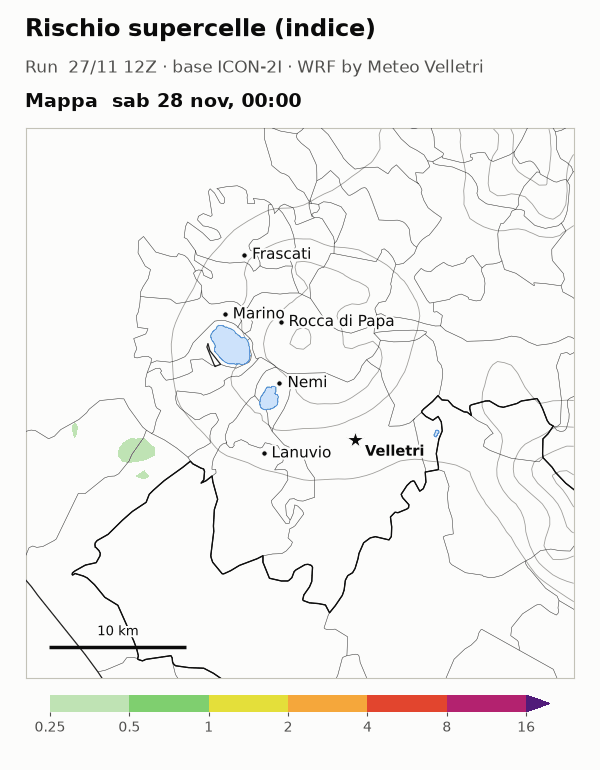 Rischio supercelle (indice)
Run  27/11 12Z · base ICON-2I · WRF by Meteo Velletri
Mappa  sab 28 nov, 00:00
Frascati
Marino
Rocca di Papa
Nemi
Velletri
Lanuvio
10 km
0.25 0.5 1 2 4 8 16